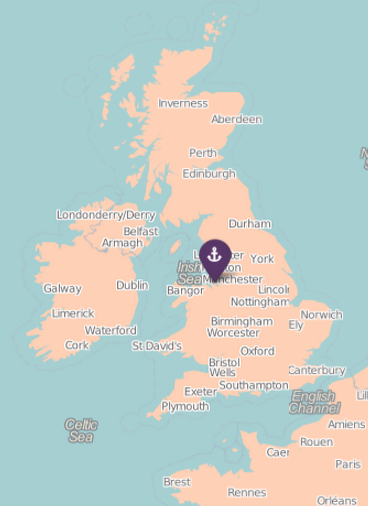 Inverness
Aberdeen
Perth
Edinburgh
Londonderry/Derry
Durham
Belfast
Armagh
York
Irish
Sea
Manchester
Bangor
Dublin
Galway
Lincoln
Nottingham
Limerick
Norwich
Waterford
Birmingham
Ely
Worcester
Cork
St David's
Oxford
Bristol
Wells
Canterbury
Southampton
Exeter
English
Channel
Plymouth
Celtic
Sea
Amiens
Rouen
Caen
Paris
Brest
Rennes
Orléans